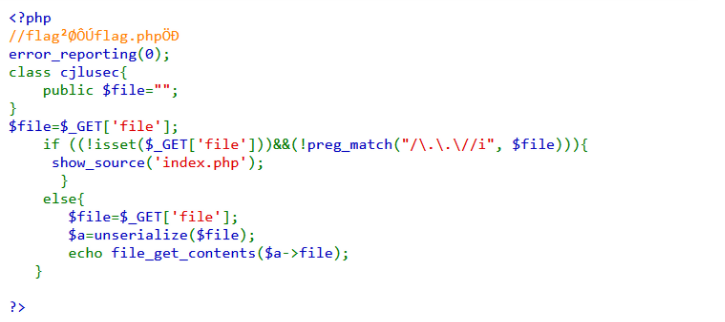 <?php
//flag²ØÔÚflag.phpÖÐ
error_reporting(0);
class cjlusec{
    public $file="";
}
$file=$_GET['file'];
    if ((!isset($_GET['file']))&&(!preg_match("/\.\.\//i", $file))){
     show_source('index.php');
      }
    else{
       $file=$_GET['file'];
       $a=unserialize($file);
       echo file_get_contents($a->file);
   }
?>